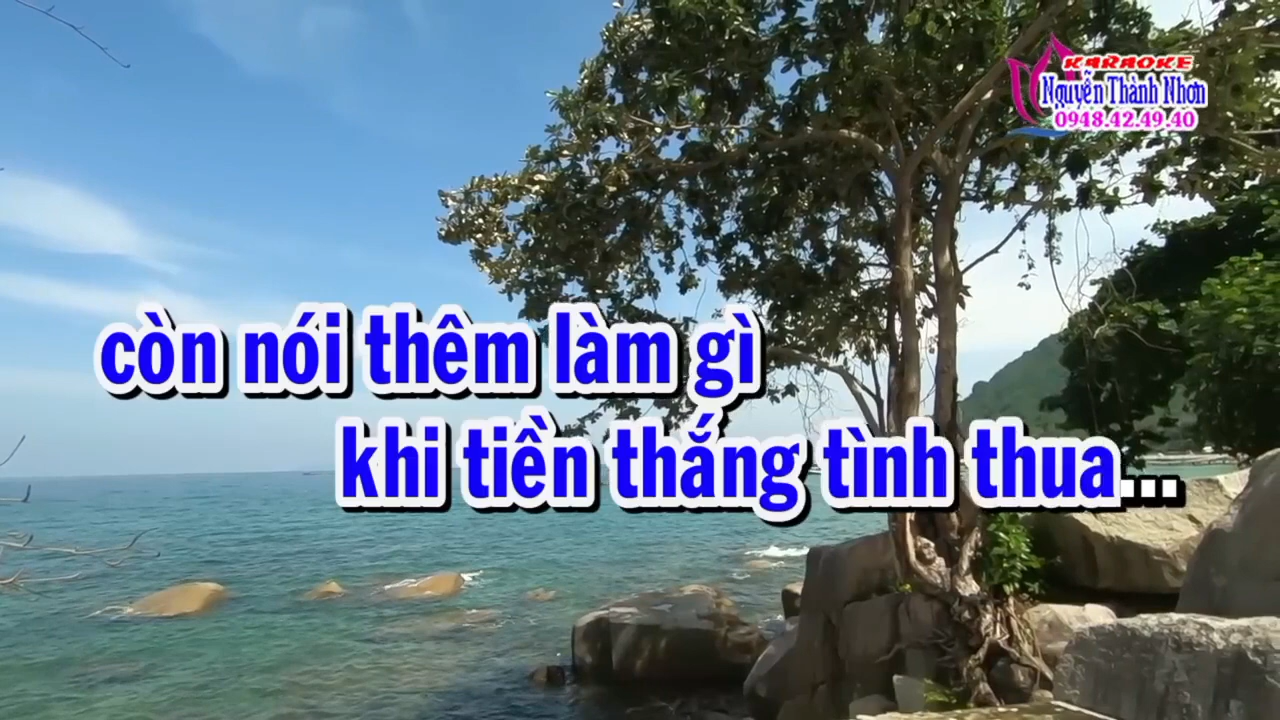 KARAOKE
Nguyễn Thành Nhơn
0948.42.49.40
còn nói thêm làm gì
khi tiền thắng tình thua...